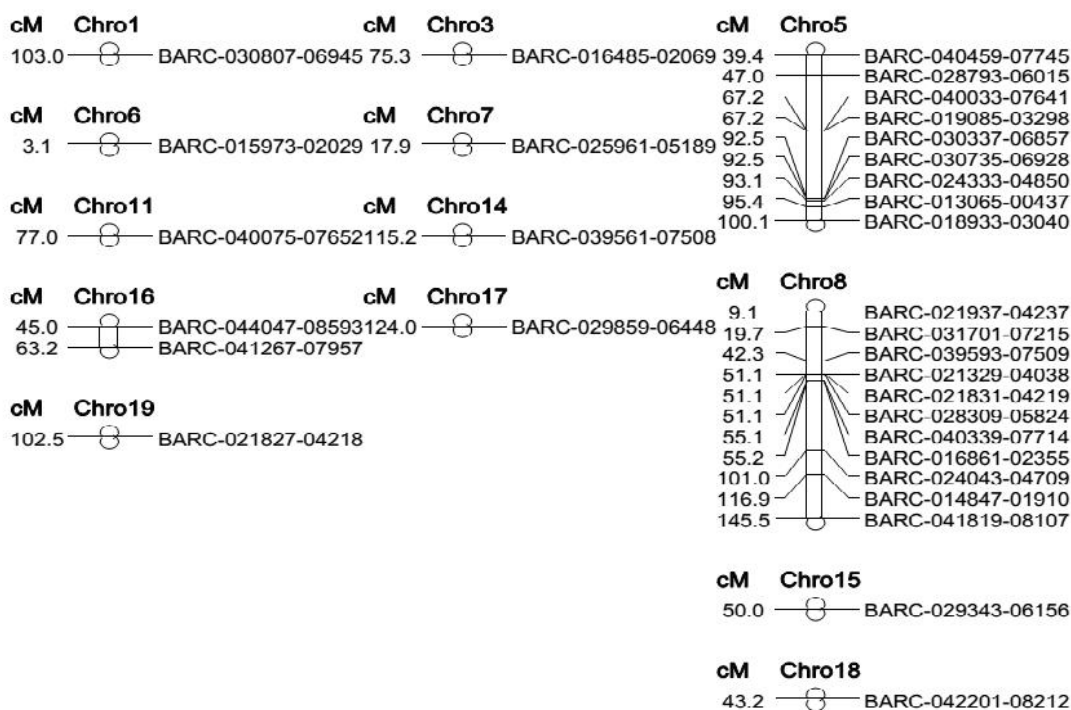 cM Chro1
103.0 BARC-030807-06945
cM Chro3
75.3 BARC-016485-02069
cM Chro5
39.4 BARC-040459-07745
47.0 BARC-028793-06015
67.2 BARC-040033-07641
67.2 BARC-019085-03298
92.5 BARC-030337-06857
92.5 BARC-030735-06928
93.1 BARC-024333-04850
95.4 BARC-013065-00437
100.1 BARC-018933-03040
cM Chro6
3.1 BARC-015973-02029
cM Chro7
17.9 BARC-025961-05189
cM Chro11
77.0 BARC-040075-07652
cM Chro14
115.2 BARC-039561-07508
cM Chro16
45.0 BARC-044047-08593
63.2 BARC-041267-07957
cM Chro17
124.0 BARC-029859-06448
cM Chro8
9.1 BARC-021937-04237
19.7 BARC-031701-07215
42.3 BARC-039593-07509
51.1 BARC-021329-04038
51.1 BARC-021831-04219
51.1 BARC-028309-05824
55.1 BARC-040339-07714
55.2 BARC-016861-02355
101.0 BARC-024043-04709
116.9 BARC-014847-01910
145.5 BARC-041819-08107
cM Chro19
102.5 BARC-021827-04218
cM Chro15
50.0 BARC-029343-06156
cM Chro18
43.2 BARC-042201-08212